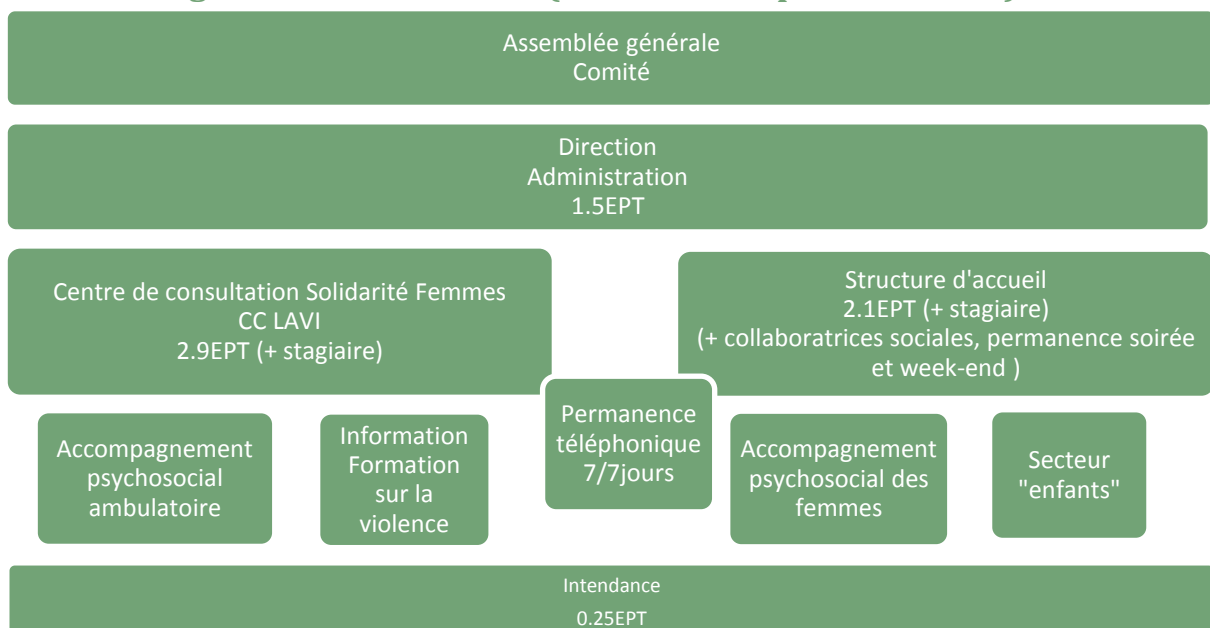 Assemblée générale
Comité
Direction
Administration
1.5EPT
Centre de consultation Solidarité Femmes
CC LAVI
2.9EPT (+ stagiaire)
Structure d'accueil
2.1EPT (+ stagiaire)
(+ collaboratrices sociales, permanence soirée
et week-end )
Accompagnement
psychosocial
ambulatoire
Information
Formation
sur la
violence
Permanence
téléphonique
7/7jours
Accompagnement
psychosocial des
femmes
Secteur
"enfants"
Intendance
0.25EPT